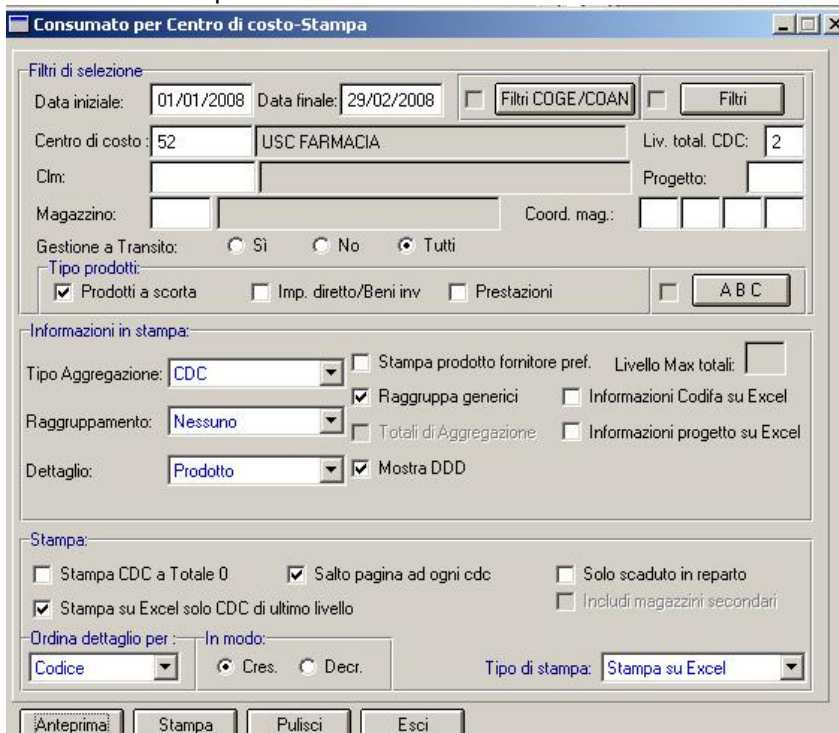 Consumato per Centro di costo-Stampa
Filtri di selezione
Data iniziale: 01/01/2008 Data finale: 29/02/2008 Filtri COGE/COAN Filtri
Centro di costo : 52 USC FARMACIA Liv. total. CDC: 2
Clm: Progetto:
Magazzino: Coord. mag.:
Gestione a Transito: Sì No Tutti
Tipo prodotti:
Prodotti a scorta Imp. diretto/Beni inv Prestazioni A B C
Informazioni in stampa:
Tipo Aggregazione: CDC Stampa prodotto fornitore pref. Livello Max totali:
Raggruppa generici Informazioni Codifa su Excel
Raggruppamento: Nessuno Totali di Aggregazione Informazioni progetto su Excel
Dettaglio: Prodotto Mostra DDD
Stampa:
Stampa CDC a Totale 0 Salto pagina ad ogni cdc Solo scaduto in reparto
Stampa su Excel solo CDC di ultimo livello Includi magazzini secondari
Ordina dettaglio per : In modo:
Codice Cres. Decr. Tipo di stampa: Stampa su Excel
Anteprima Stampa Pulisci Esci